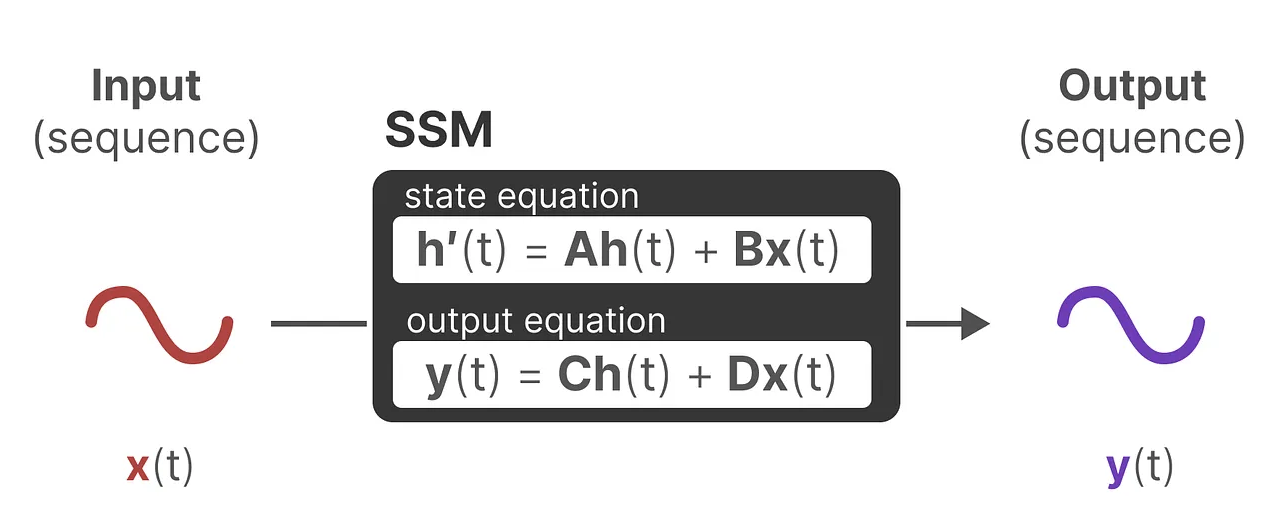 Input
(sequence)
SSM
state equation
h′(t) = Ah(t) + Bx(t)
output equation
y(t) = Ch(t) + Dx(t)
x(t)
Output
(sequence)
y(t)